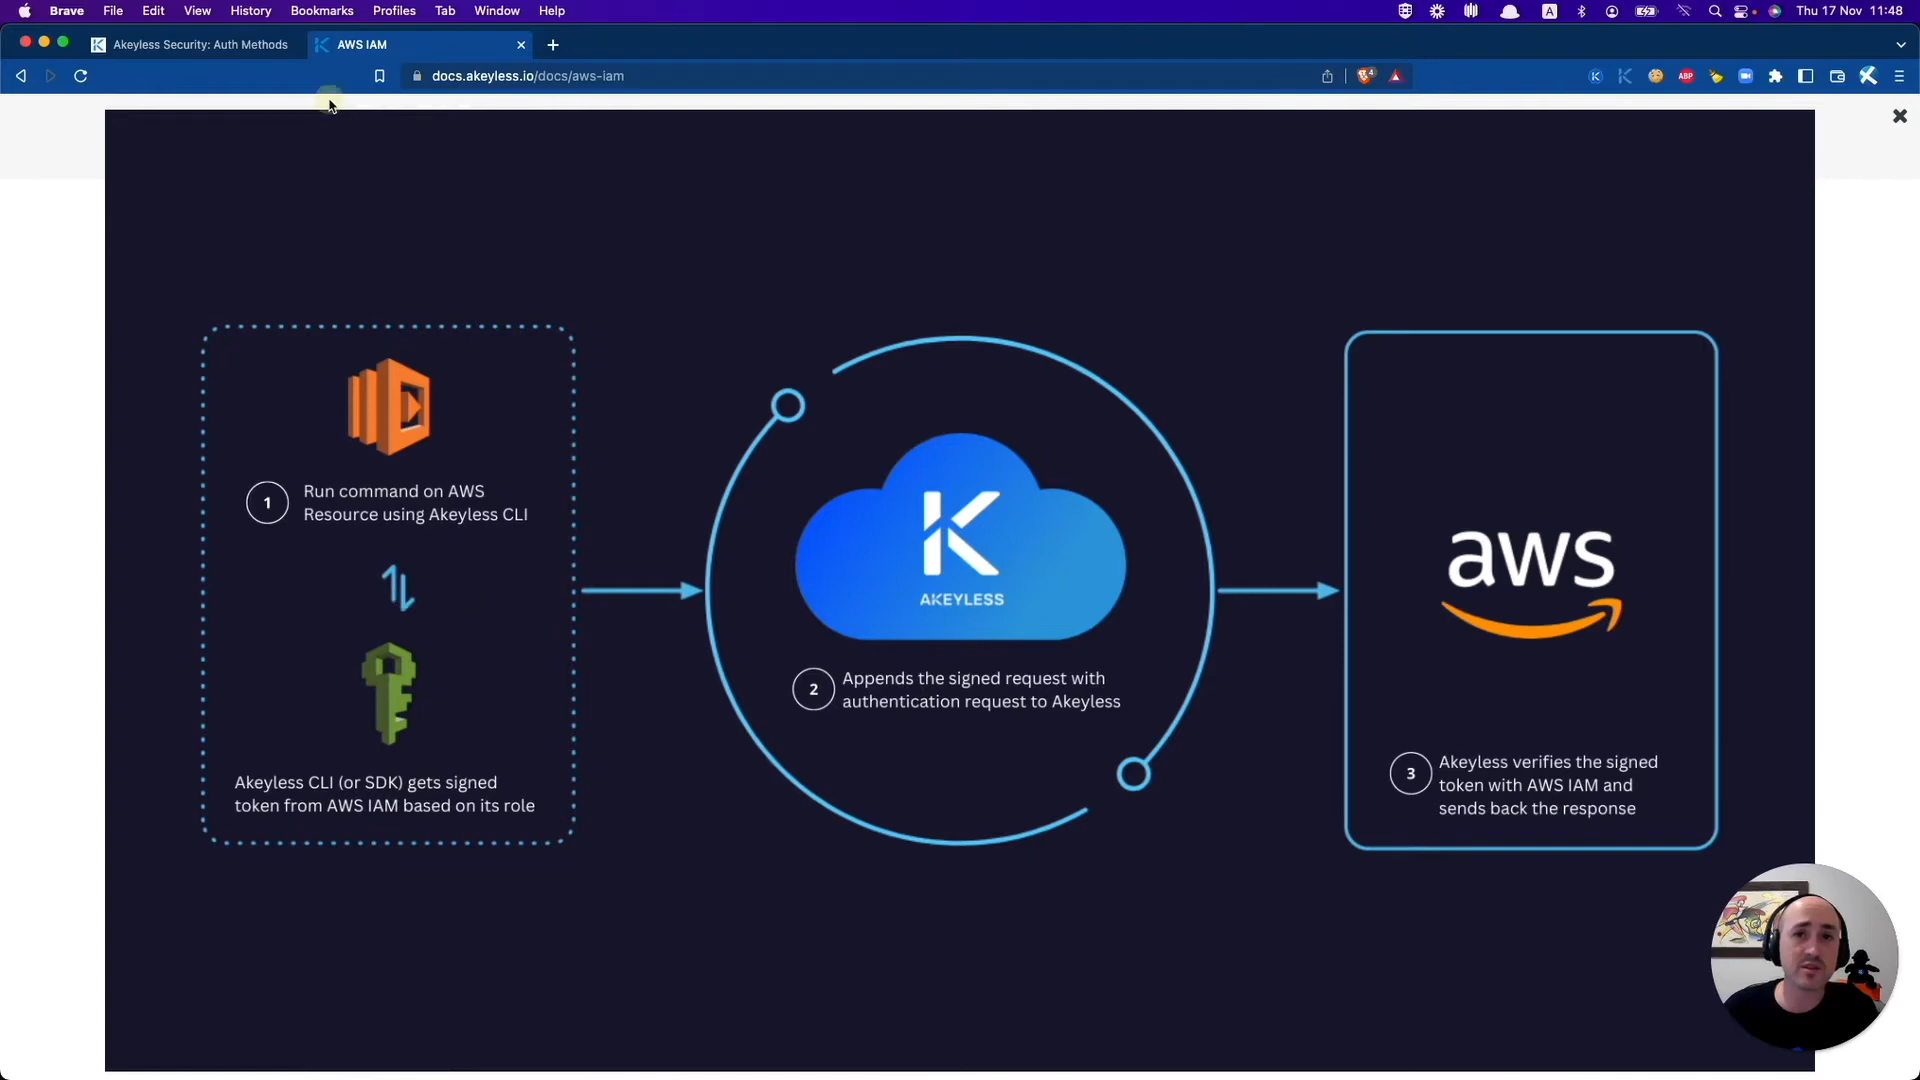 Brave File Edit View History Bookmarks Profiles Tab Window Help
A
Thu 17 Nov 11:48
Akeyless Security: Auth Methods
AWS IAM
docs.akeyless.io/docs/aws-iam
4
ABP
1
Run command on AWS
Resource using Akeyless CLI
Akeyless CLI (or SDK) gets signed
token from AWS IAM based on its role
K
AKEYLESS
2
Appends the signed request with
authentication request to Akeyless
aws
3
Akeyless verifies the signed
token with AWS IAM and
sends back the response